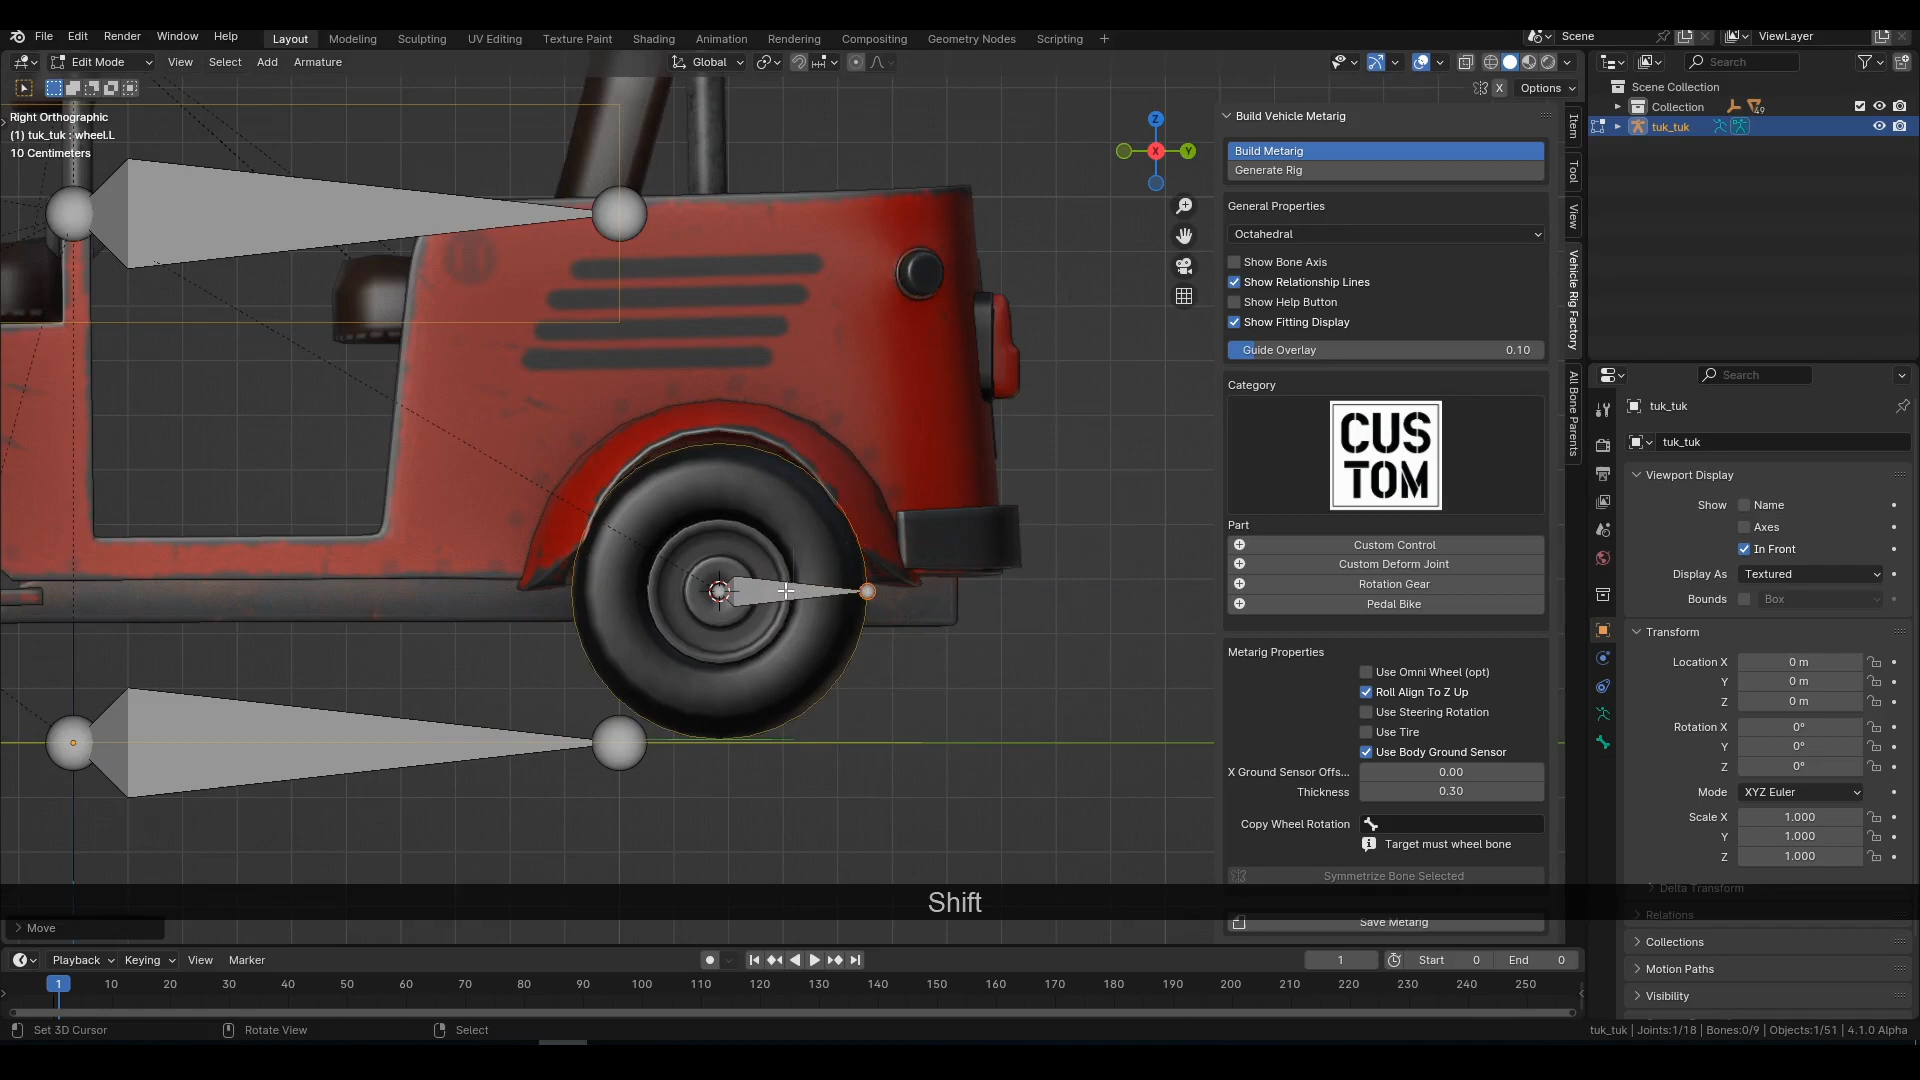 File Edit Render Window Help
Layout Modeling Sculpting UV Editing Texture Paint Shading Animation Rendering Compositing Geometry Nodes Scripting +
Scene
ViewLayer
Edit Mode View Select Add Armature
Global
Search
X Options
Right Orthographic
(1) tuk_tuk : wheel.L
10 Centimeters
Z
X
Y
Build Vehicle Metarig
Build Metarig
Generate Rig
General Properties
Octahedral
Show Bone Axis
Show Relationship Lines
Show Help Button
Show Fitting Display
Guide Overlay 0.10
Category
CUS
TOM
Part
Custom Control
Custom Deform Joint
Rotation Gear
Pedal Bike
Metarig Properties
Use Omni Wheel (opt)
Roll Align To Z Up
Use Steering Rotation
Use Tire
Use Body Ground Sensor
X Ground Sensor Offs... 0.00
Thickness 0.30
Copy Wheel Rotation
Target must wheel bone
Symmetrize Bone Selected
Save Metarig
Item
Tool
View
Vehicle Rig Factory
All Bone Parents
Scene Collection
Collection 49
tuk_tuk
Search
tuk_tuk
tuk_tuk
Viewport Display
Show Name
Axes
In Front
Display As Textured
Bounds Box
Transform
Location X 0 m
Y 0 m
Z 0 m
Rotation X 0°
Y 0°
Z 0°
Mode XYZ Euler
Scale X 1.000
Y 1.000
Z 1.000
Delta Transform
Relations
Collections
Motion Paths
Visibility
Shift
Move
Playback Keying View Marker
1 Start 0 End 0
1 10 20 30 40 50 60 70 80 90 100 110 120 130 140 150 160 170 180 190 200 210 220 230 240 250
Set 3D Cursor Rotate View Select
tuk_tuk | Joints:1/18 | Bones:0/9 | Objects:1/51 | 4.1.0 Alpha